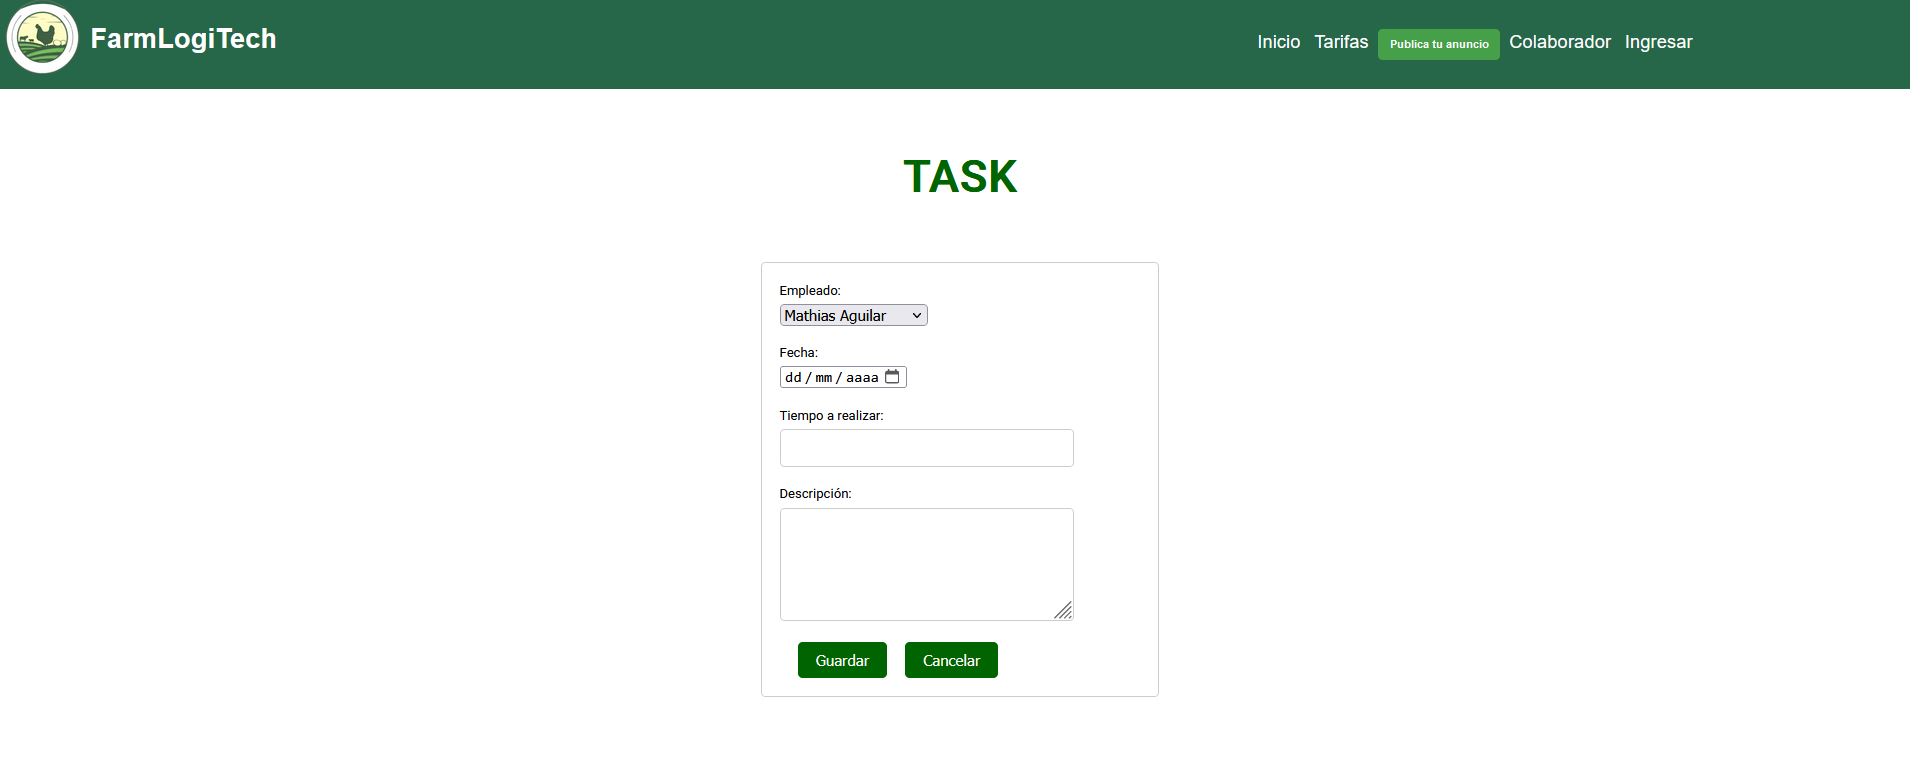 FarmLogiTech
Inicio Tarifas Publica tu anuncio Colaborador Ingresar
TASK
Empleado:
Mathias Aguilar
Fecha:
dd / mm / aaaa
Tiempo a realizar:
Descripción:
Guardar Cancelar